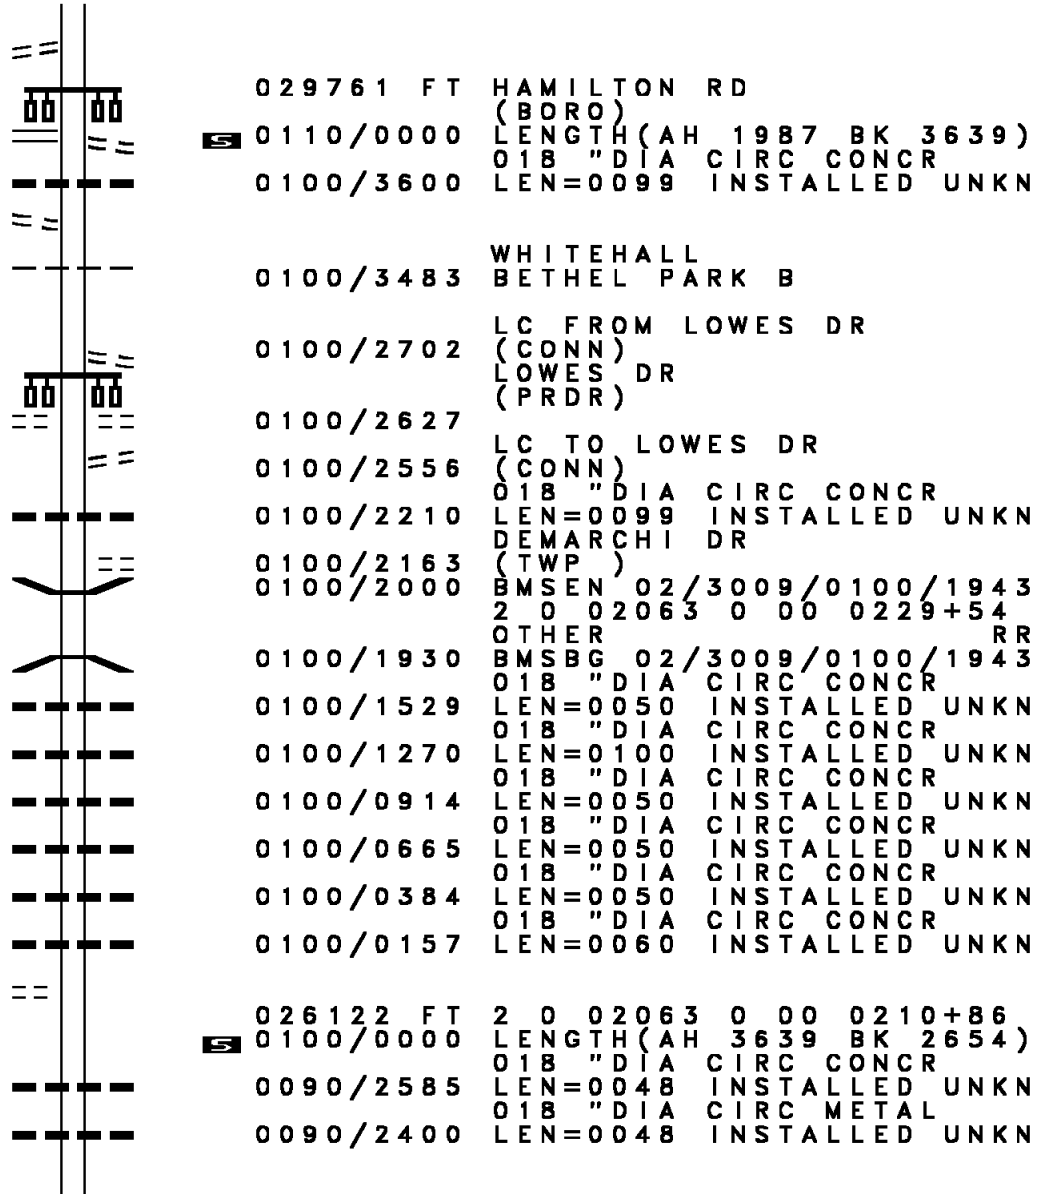 029761 FT HAMILTON RD
(BORO)
S 0110/0000 LENGTH(AH 1987 BK 3639)
018 "DIA CIRC CONCR
0100/3600 LEN=0099 INSTALLED UNKN
WHITEHALL
0100/3483 BETHEL PARK B
LC FROM LOWES DR
0100/2702 (CONN)
LOWES DR
(PRDR)
0100/2627
LC TO LOWES DR
0100/2556 (CONN)
018 "DIA CIRC CONCR
0100/2210 LEN=0099 INSTALLED UNKN
DEMARCHI DR
0100/2163 (TWP )
0100/2000 BMSEN 02/3009/0100/1943
2 0 02063 0 00 0229+54
OTHER RR
0100/1930 BMSBG 02/3009/0100/1943
018 "DIA CIRC CONCR
0100/1529 LEN=0050 INSTALLED UNKN
018 "DIA CIRC CONCR
0100/1270 LEN=0100 INSTALLED UNKN
018 "DIA CIRC CONCR
0100/0914 LEN=0050 INSTALLED UNKN
018 "DIA CIRC CONCR
0100/0665 LEN=0050 INSTALLED UNKN
018 "DIA CIRC CONCR
0100/0384 LEN=0050 INSTALLED UNKN
018 "DIA CIRC CONCR
0100/0157 LEN=0060 INSTALLED UNKN
026122 FT 2 0 02063 0 00 0210+86
S 0100/0000 LENGTH(AH 3639 BK 2654)
018 "DIA CIRC CONCR
0090/2585 LEN=0048 INSTALLED UNKN
018 "DIA CIRC METAL
0090/2400 LEN=0048 INSTALLED UNKN